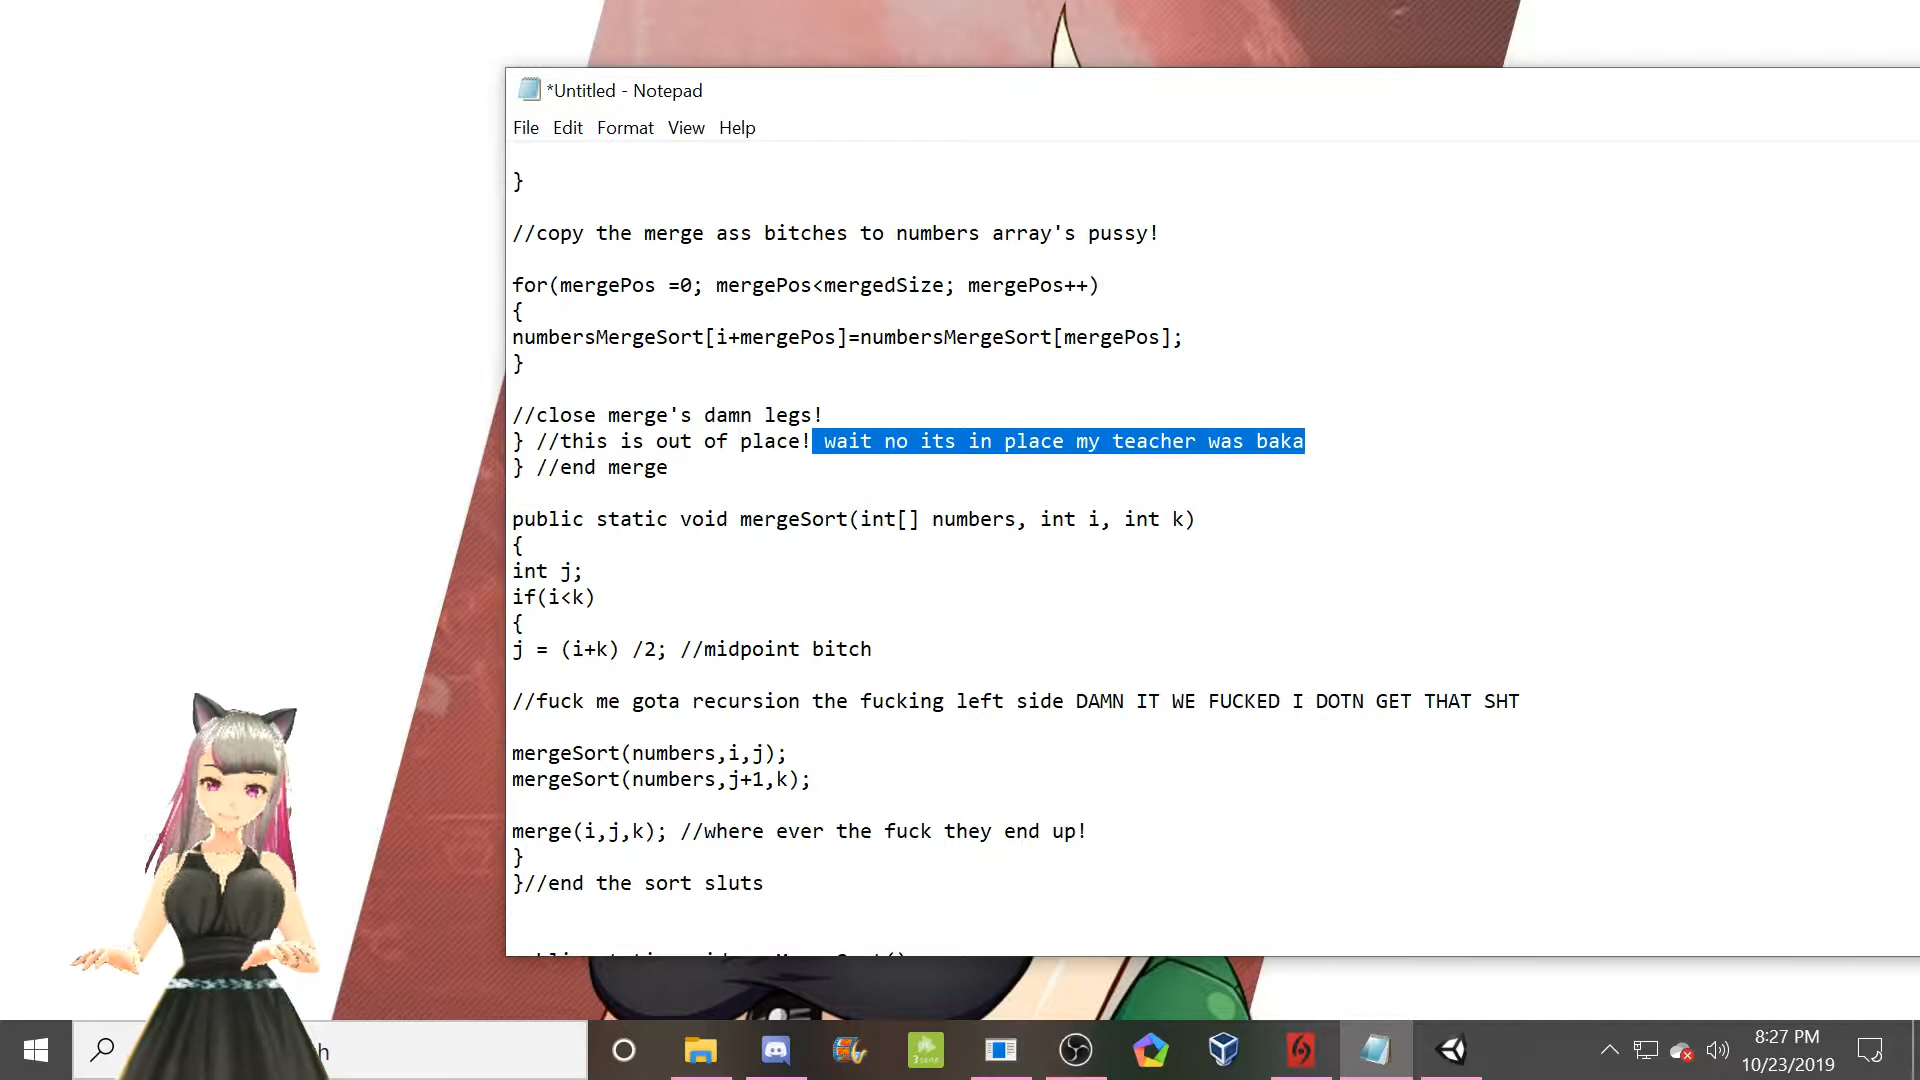 *Untitled - Notepad
File Edit Format View Help
}
//copy the merge ass bitches to numbers array's pussy!
for(mergePos =0; mergePos<mergedSize; mergePos++)
{
numbersMergeSort[i+mergePos]=numbersMergeSort[mergePos];
}
//close merge's damn legs!
} //this is out of place! wait no its in place my teacher was baka
} //end merge
public static void mergeSort(int[] numbers, int i, int k)
{
int j;
if(i<k)
{
j = (i+k) /2; //midpoint bitch
//fuck me gota recursion the fucking left side DAMN IT WE FUCKED I DOTN GET THAT SHT
mergeSort(numbers,i,j);
mergeSort(numbers,j+1,k);
merge(i,j,k); //where ever the fuck they end up!
}
}//end the sort sluts
3tene
8:27 PM
10/23/2019